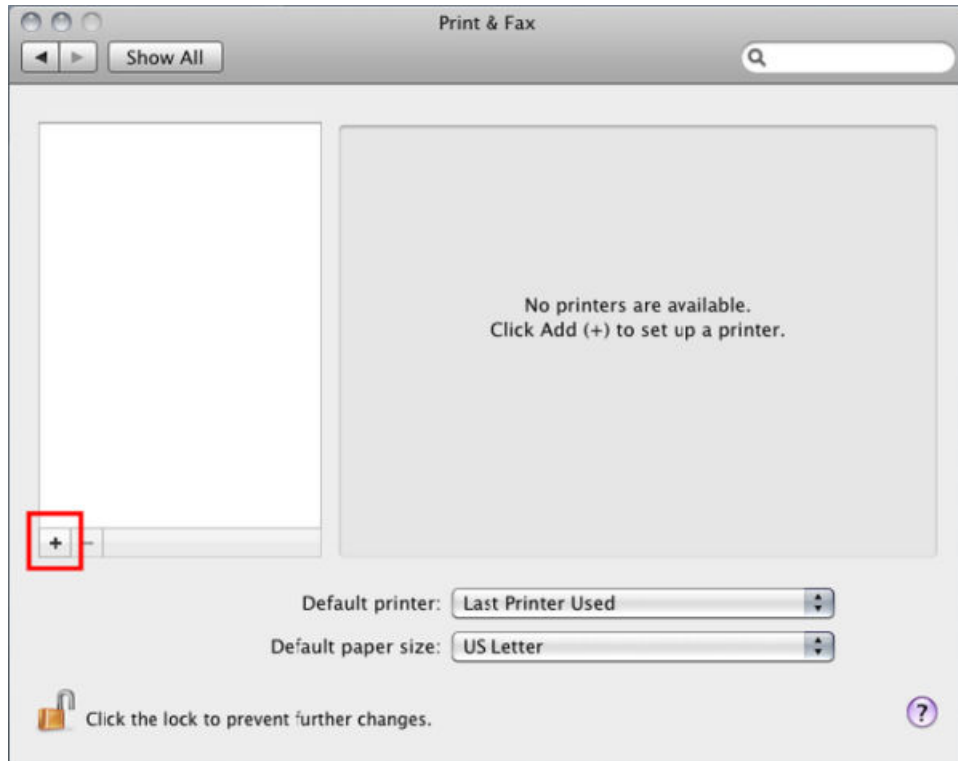 Print & Fax
Show All
No printers are available.
Click Add (+) to set up a printer.
+ −
Default printer: Last Printer Used
Default paper size: US Letter
Click the lock to prevent further changes.
?